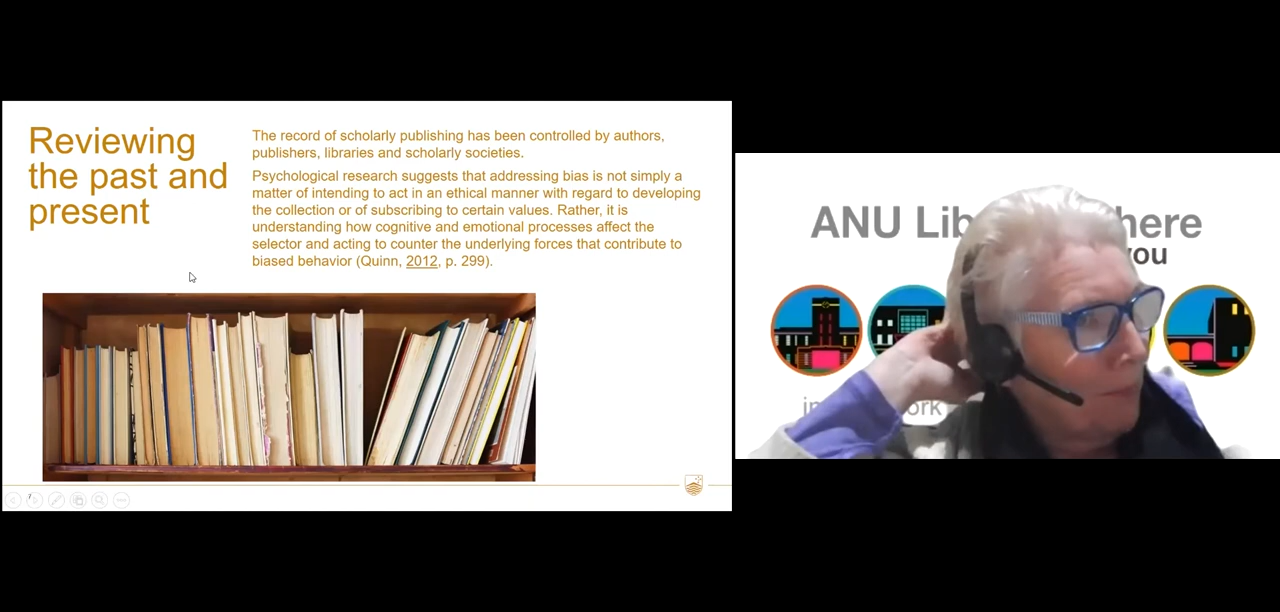 Reviewing
the past and
present
The record of scholarly publishing has been controlled by authors,
publishers, libraries and scholarly societies.
Psychological research suggests that addressing bias is not simply a
matter of intending to act in an ethical manner with regard to developing
the collection or of subscribing to certain values. Rather, it is
understanding how cognitive and emotional processes affect the
selector and acting to counter the underlying forces that contribute to
biased behavior (Quinn, 2012, p. 299).
7
ANU Lib here
you